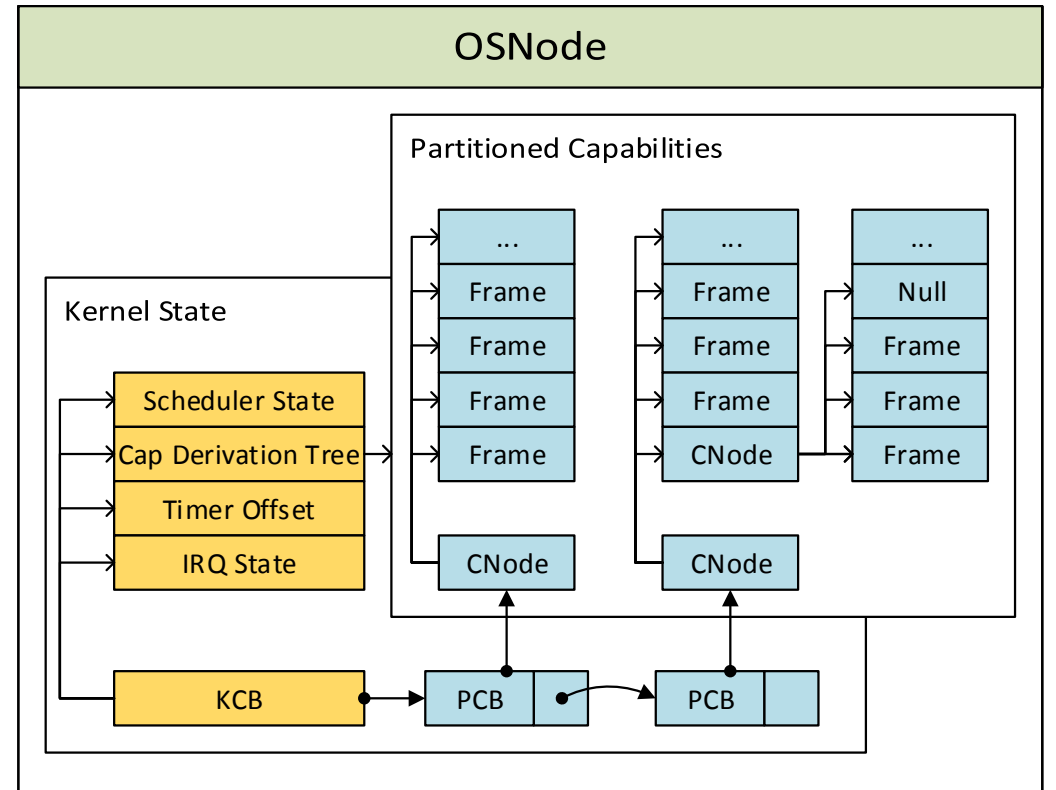 OSNode
Partitioned Capabilities
...
Frame
Frame
Frame
Frame
CNode
...
Frame
Frame
Frame
CNode
CNode
...
Null
Frame
Frame
Frame
Kernel State
Scheduler State
Cap Derivation Tree
Timer Offset
IRQ State
KCB
PCB
PCB